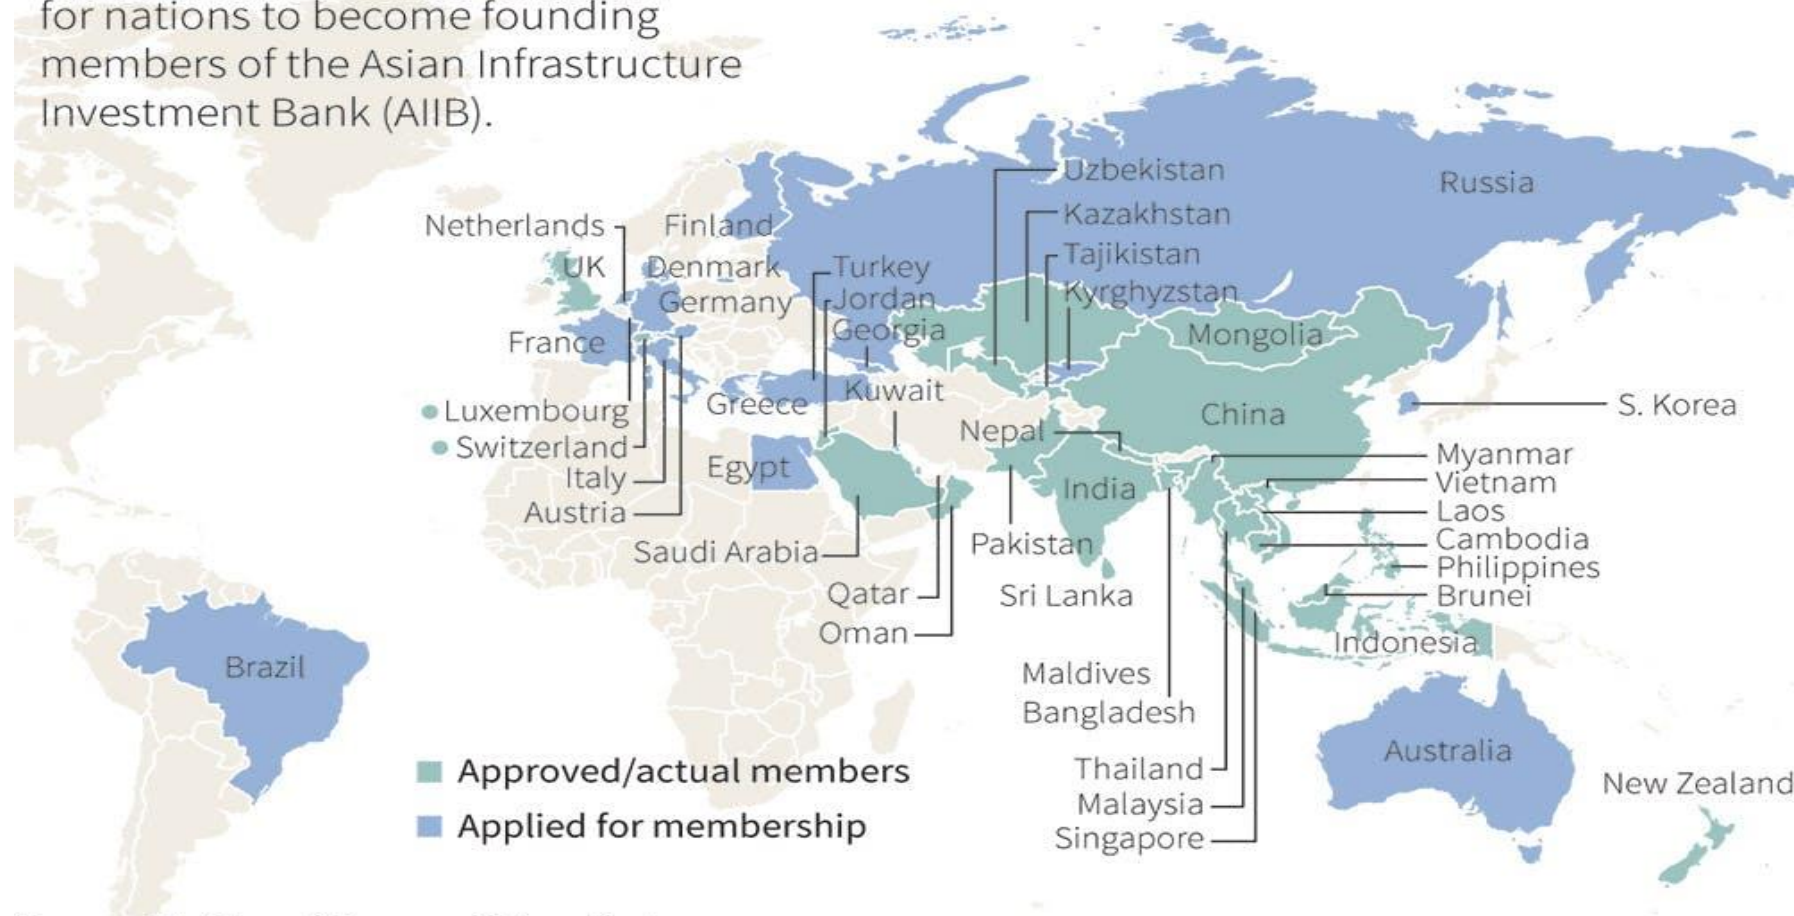 for nations to become founding
members of the Asian Infrastructure
Investment Bank (AIIB).
Uzbekistan
Kazakhstan
Tajikistan
Kyrghyzstan
Russia
Netherlands
Finland
UK
Denmark
Germany
France
Turkey
Jordan
Georgia
Mongolia
Kuwait
Greece
China
S. Korea
Luxembourg
Switzerland
Italy
Austria
Egypt
Nepal
India
Myanmar
Vietnam
Laos
Cambodia
Philippines
Brunei
Indonesia
Saudi Arabia
Pakistan
Qatar
Sri Lanka
Oman
Brazil
Maldives
Bangladesh
Thailand
Malaysia
Singapore
Australia
New Zealand
Approved/actual members
Applied for membership